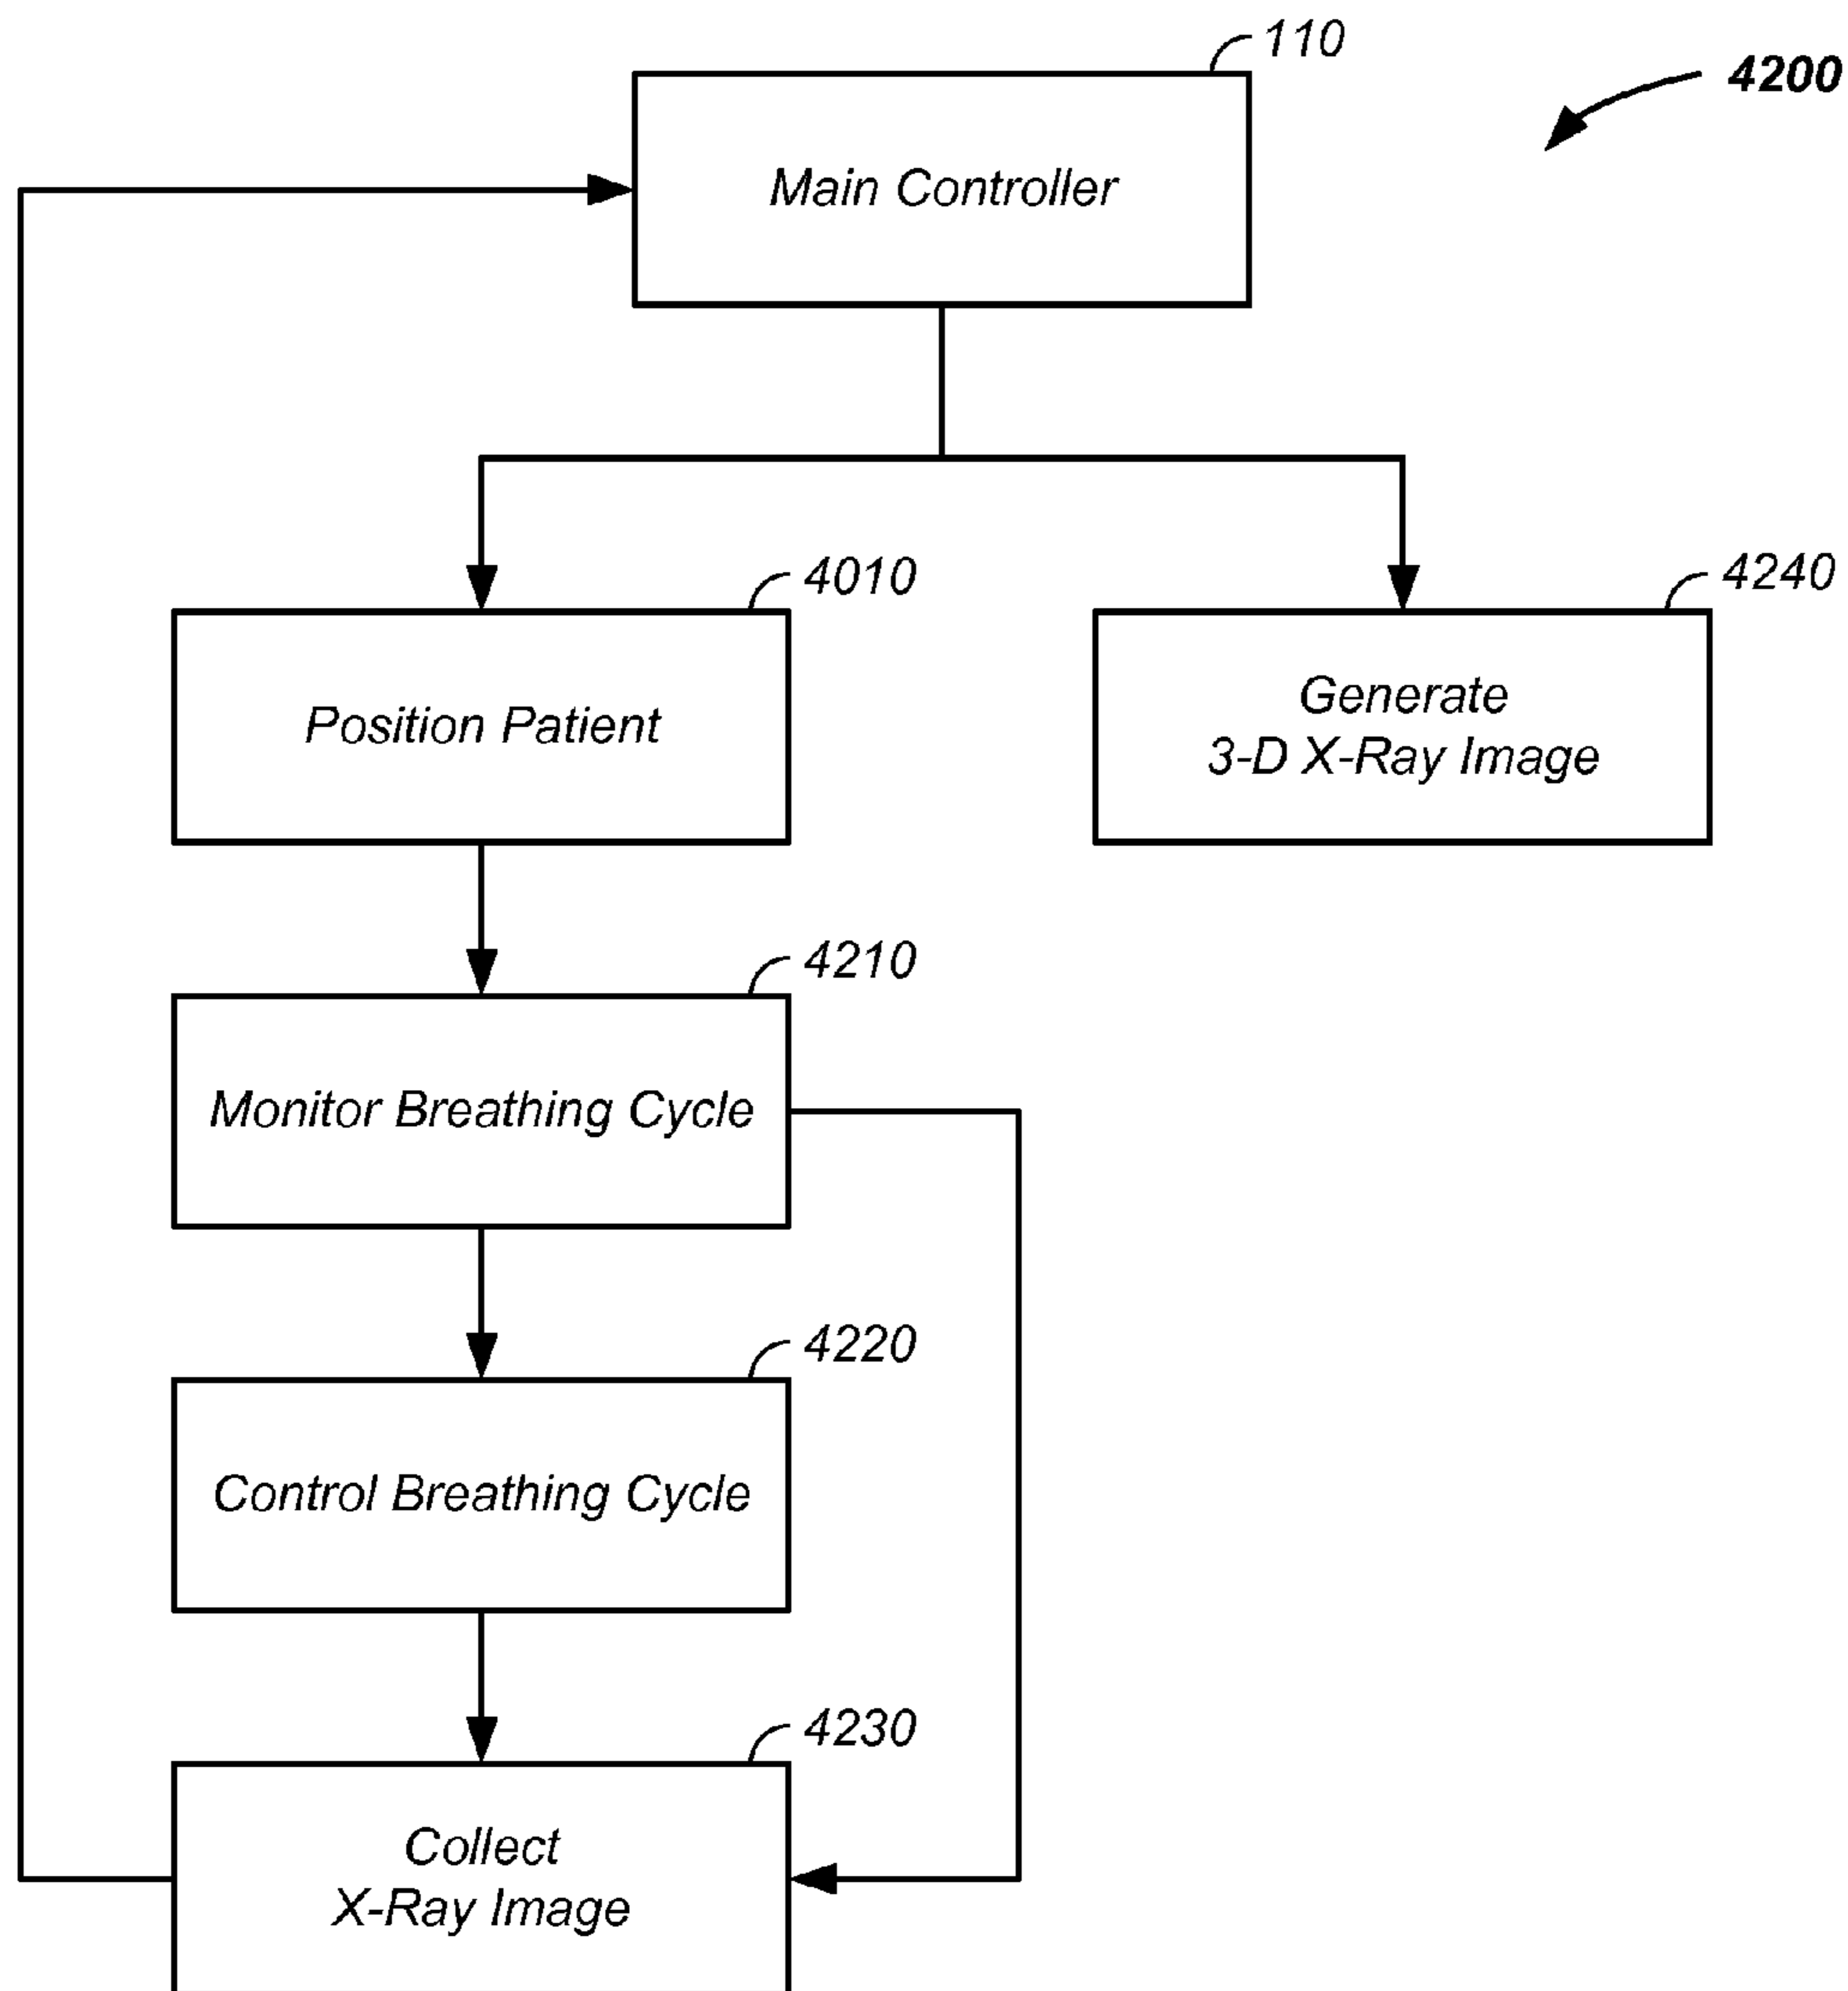 110
4200
Main Controller
4010
4240
Position Patient
Generate
3-D X-Ray Image
4210
Monitor Breathing Cycle
4220
Control Breathing Cycle
4230
Collect
X-Ray Image